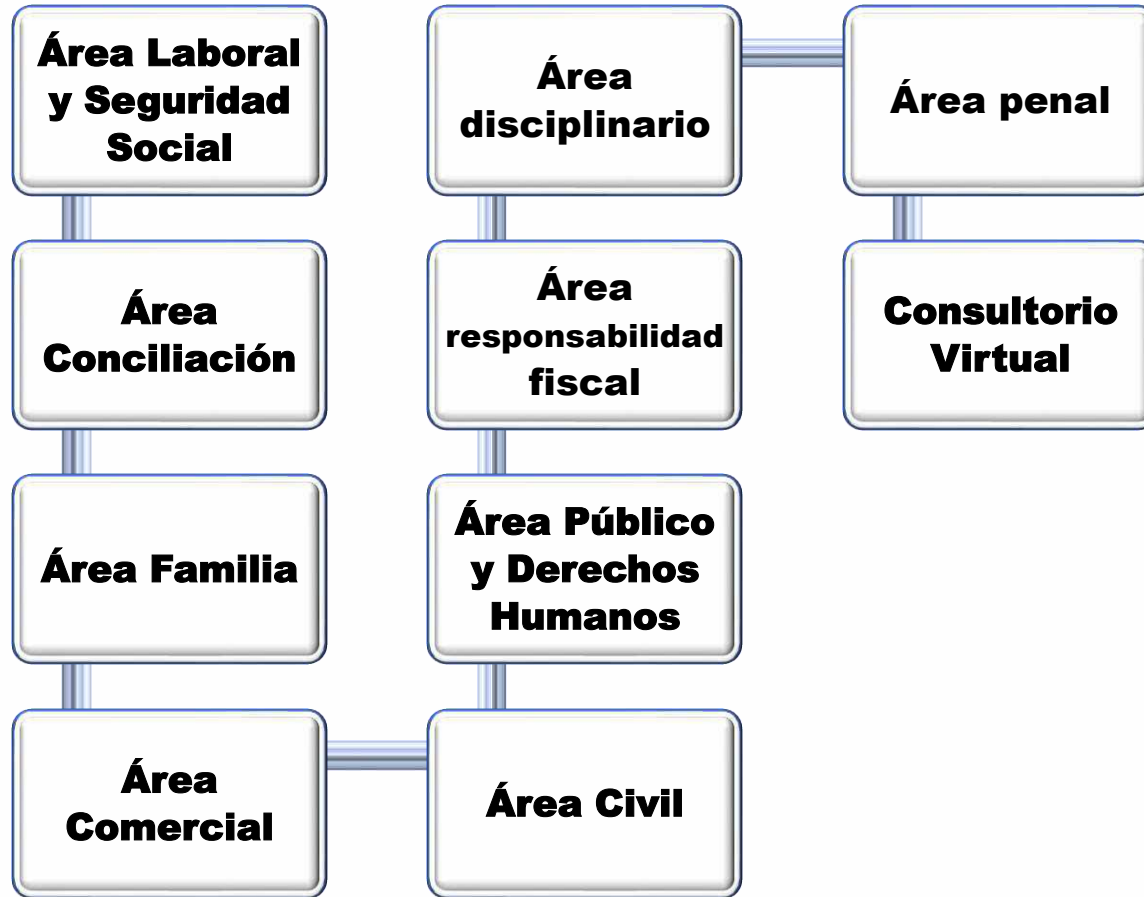 Área Laboral
y Seguridad
Social
Área
Conciliación
Área Familia
Área
Comercial
Área Civil
Área Público
y Derechos
Humanos
Área
responsabilidad
fiscal
Área
disciplinario
Área penal
Consultorio
Virtual